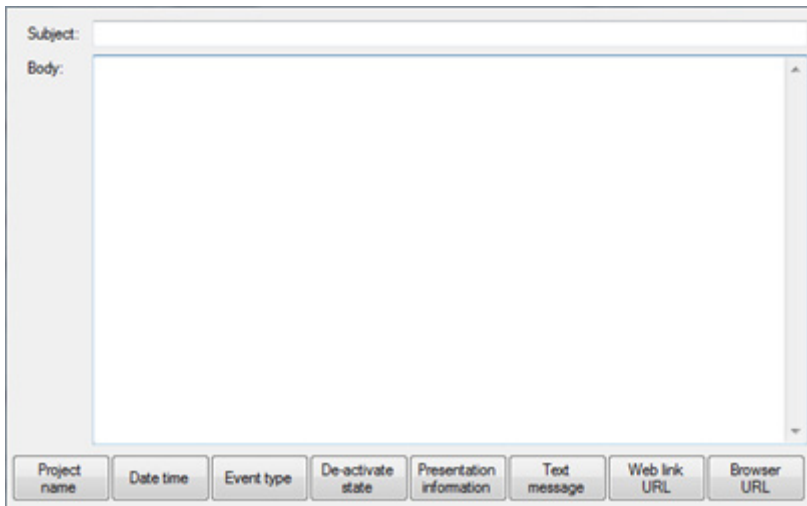 Subject:
Body:
Project name
Date time
Event type
De-activate state
Presentation information
Text message
Web link URL
Browser URL